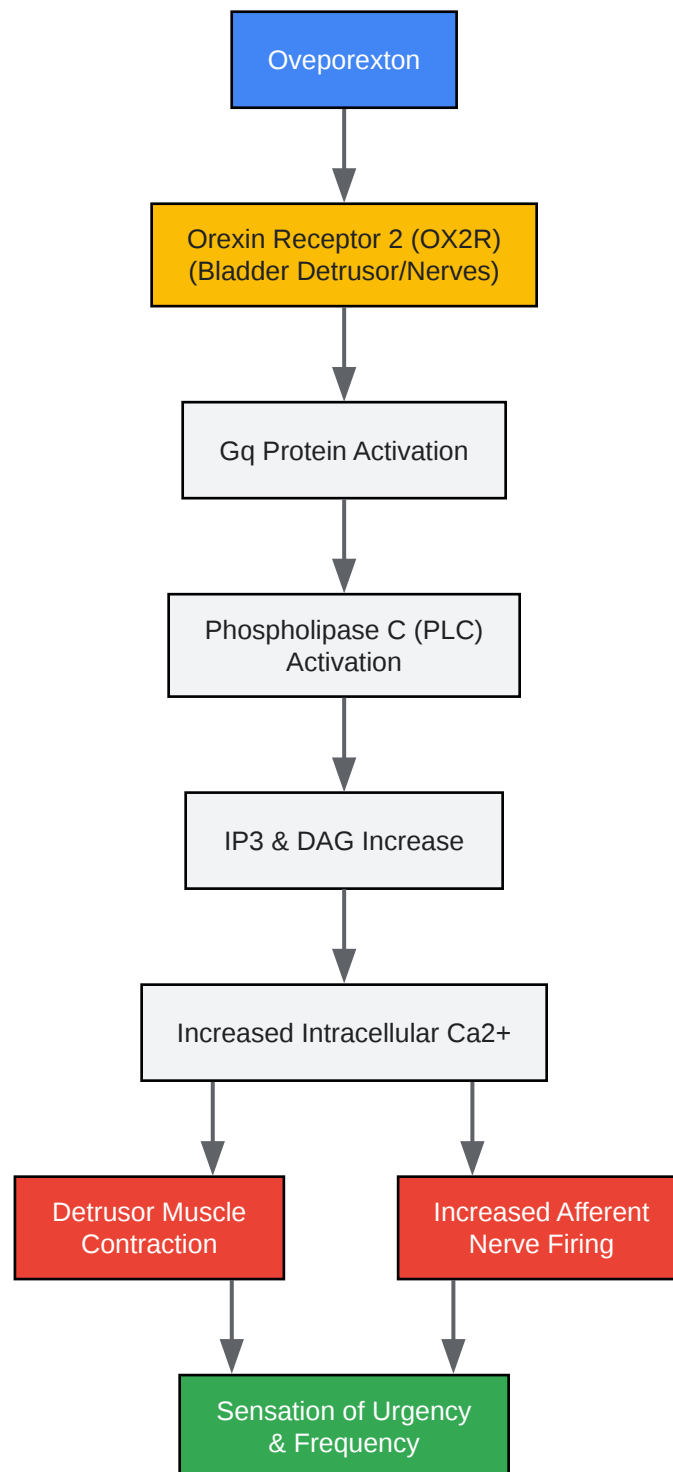 Oveporexton
Orexin Receptor 2 (OX2R)
(Bladder Detrusor/Nerves)
Gq Protein Activation
Phospholipase C (PLC)
Activation
IP3 & DAG Increase
Increased Intracellular Ca2+
Detrusor Muscle
Contraction
Increased Afferent
Nerve Firing
Sensation of Urgency
& Frequency